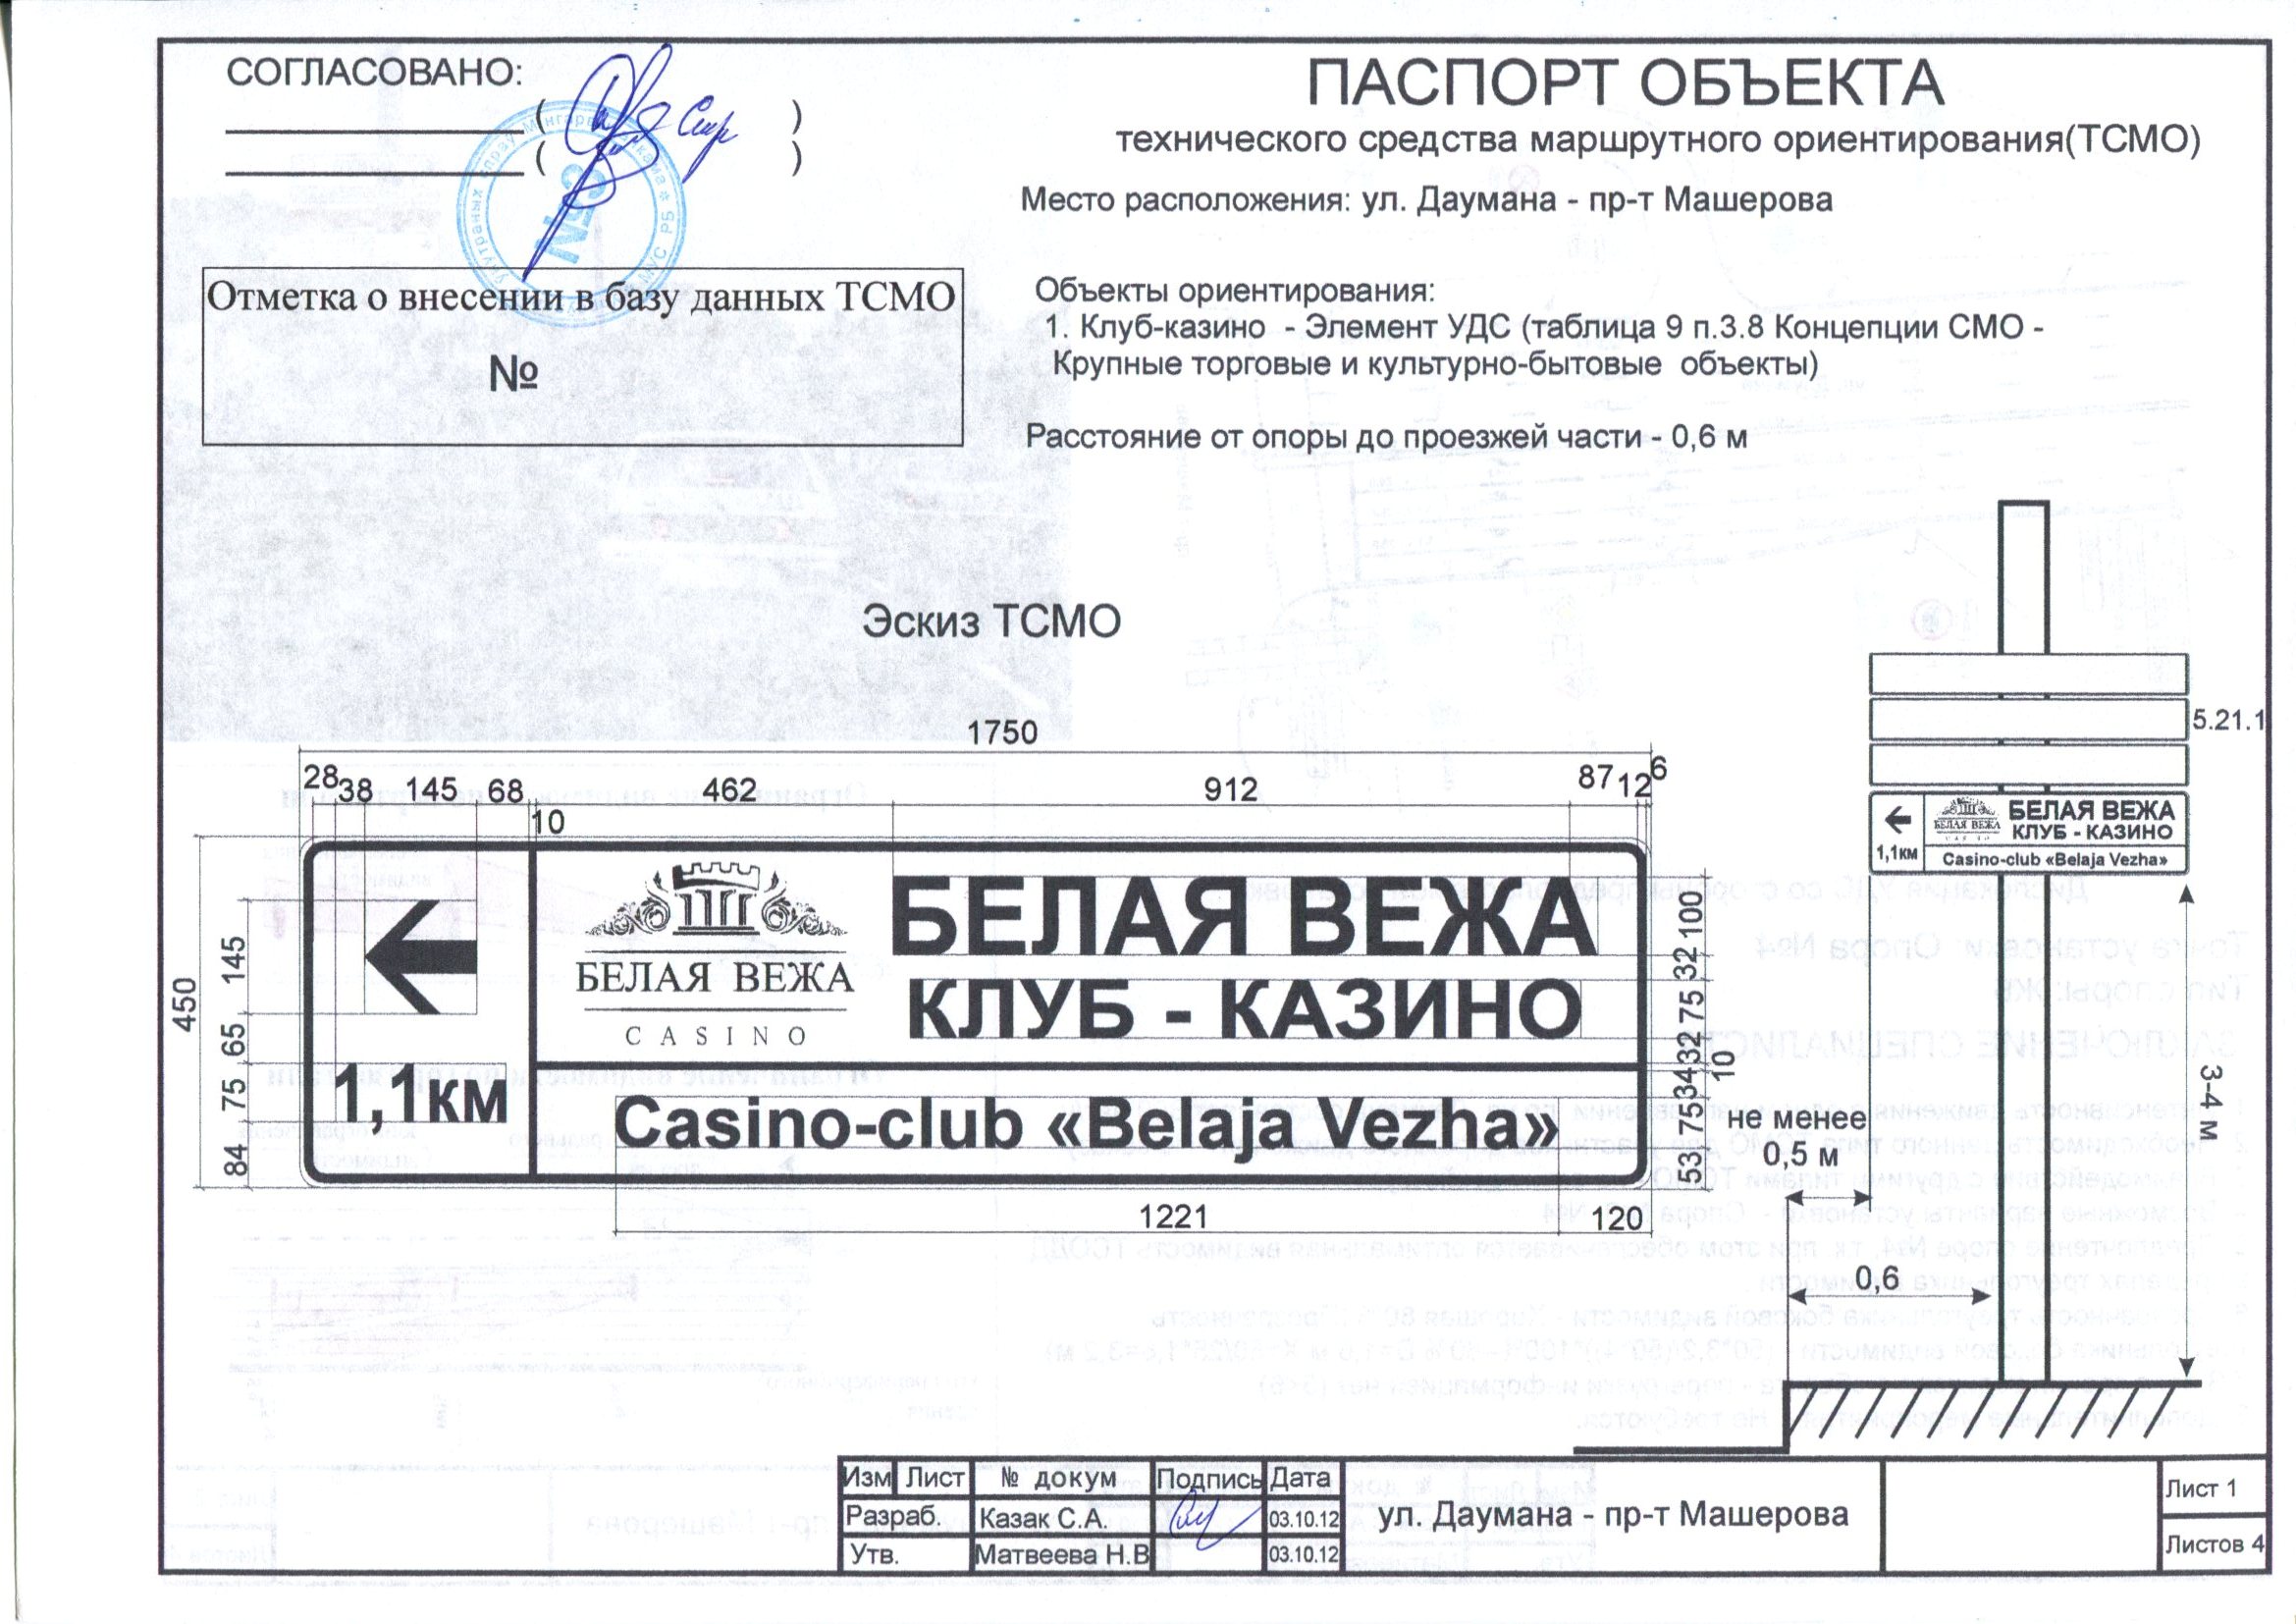 СОГЛАСОВАНО:
( )
( )
№3
МУС РБ
Отметка о внесении в базу данных ТСМО
№
ПАСПОРТ ОБЪЕКТА
технического средства маршрутного ориентирования(ТСМО)
Место расположения: ул. Даумана - пр-т Машерова
Объекты ориентирования:
1. Клуб-казино - Элемент УДС (таблица 9 п.3.8 Концепции СМО -
Крупные торговые и культурно-бытовые объекты)
Расстояние от опоры до проезжей части - 0,6 м
Эскиз ТСМО
1750
28 38 145 68 10 462 912 87 12 6
450
145 65 75 84
1,1км
БЕЛАЯ ВЕЖА
CASINO
БЕЛАЯ ВЕЖА
КЛУБ - КАЗИНО
Casino-club «Belaja Vezha»
100 32 75 32 10 34 75 53
1221 120
5.21.1
1,1км
БЕЛАЯ ВЕЖА
CASINO
БЕЛАЯ ВЕЖА
КЛУБ - КАЗИНО
Casino-club «Belaja Vezha»
не менее
0,5 м
0,6
3-4 м
Изм Лист № докум Подпись Дата
Разраб. Казак С.А. 03.10.12
Утв. Матвеева Н.В 03.10.12
ул. Даумана - пр-т Машерова
Лист 1
Листов 4